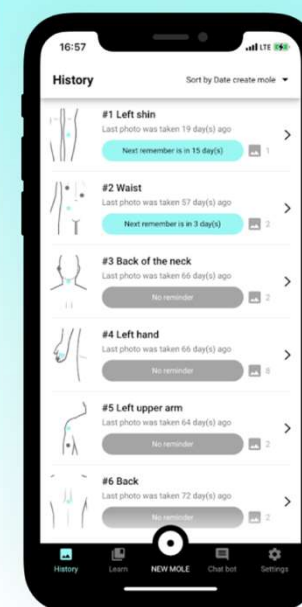 16:57
LTE
History
Sort by Date create mole
#1 Left shin
Last photo was taken 19 day(s) ago
Next remember is in 15 day(s)
1
#2 Waist
Last photo was taken 57 day(s) ago
Next remember is in 3 day(s)
2
#3 Back of the neck
Last photo was taken 66 day(s) ago
No reminder
2
#4 Left hand
Last photo was taken 66 day(s) ago
No reminder
8
#5 Left upper arm
Last photo was taken 64 day(s) ago
No reminder
2
#6 Back
Last photo was taken 72 day(s) ago
No reminder
2
History
Learn
NEW MOLE
Chat bot
Settings